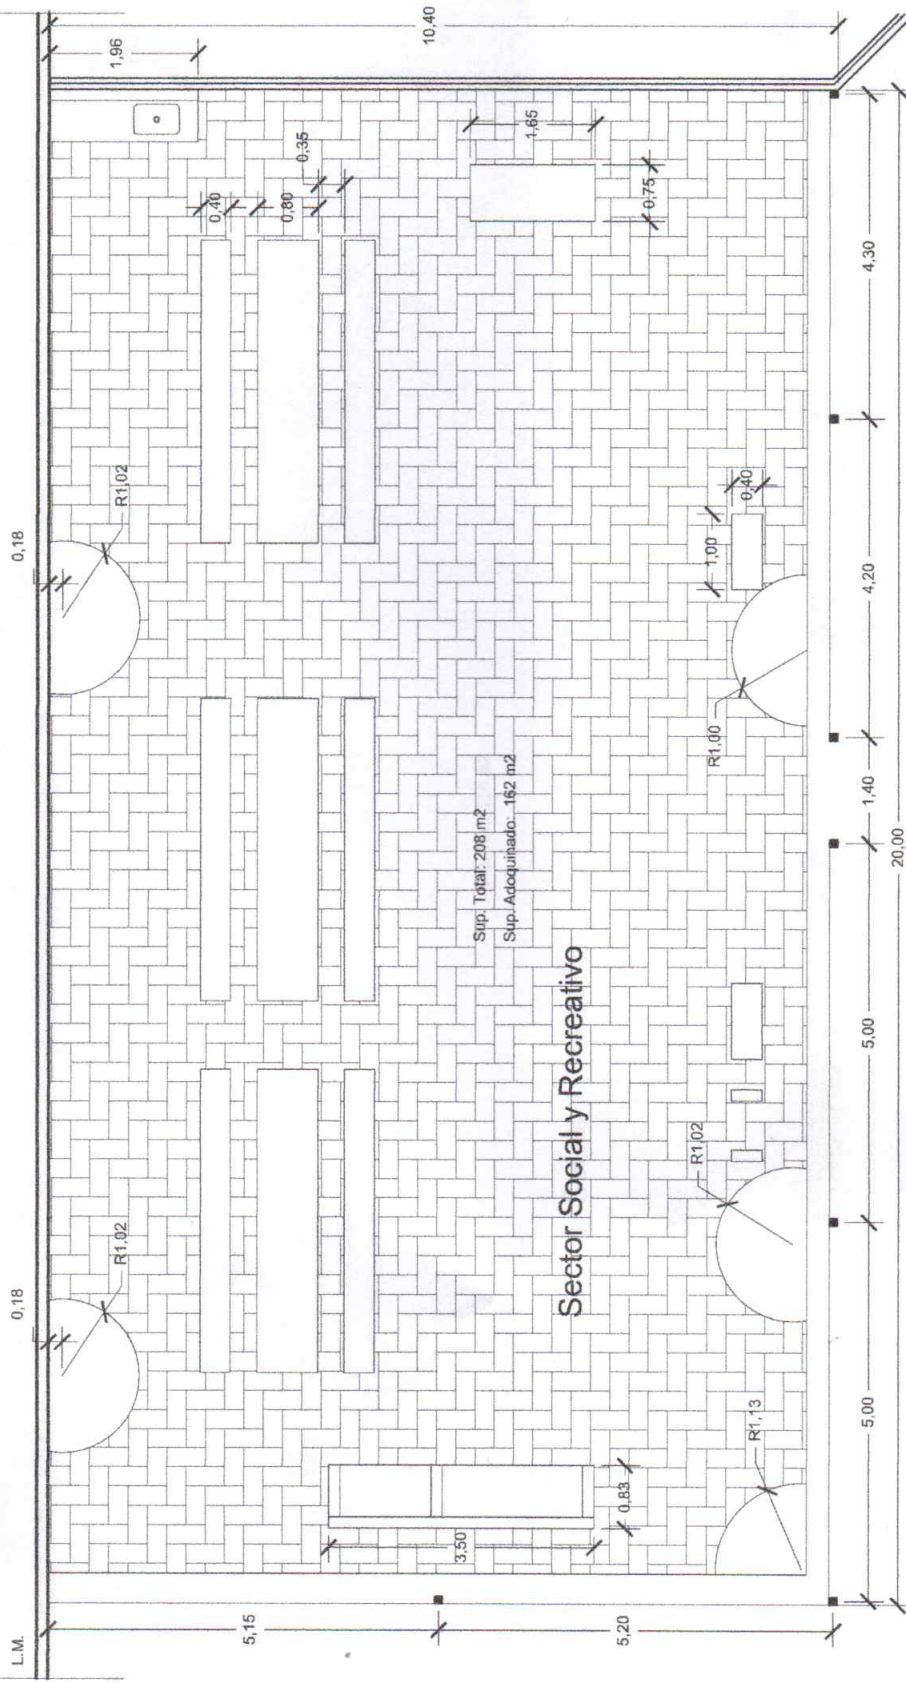 L.M.
0,18
0,18
10,40
1,96
R1,02
R1,02
0,35
0,40
0,80
1,65
0,75
Sup. Total: 208 m2
Sup. Adoquinado: 162 m2
Sector Social y Recreativo
1,00
0,40
R1,00
R1,02
R1,13
3,50
0,83
5,15
5,20
5,00
5,00
1,40
4,20
4,30
20,00